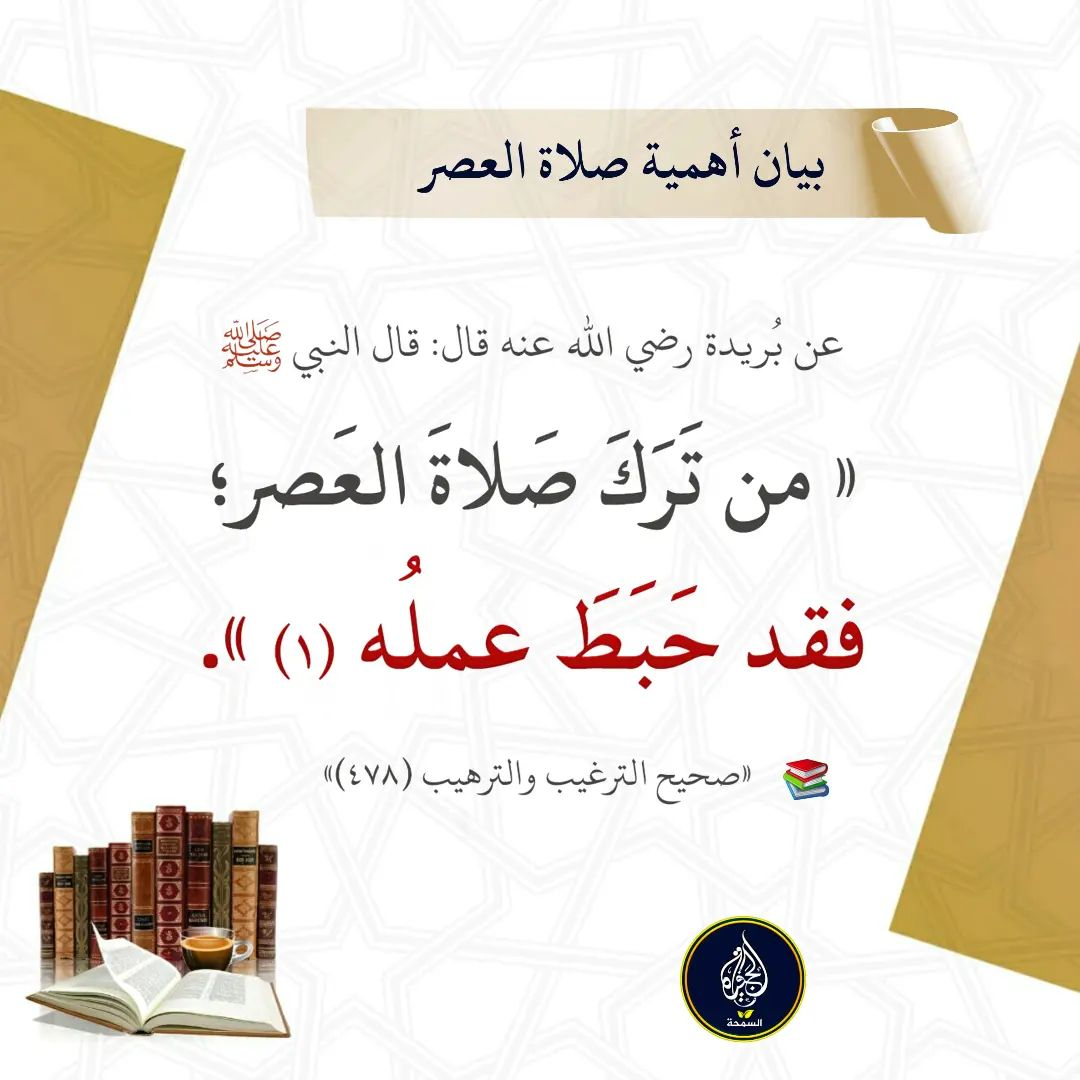 بيان أهمية صلاة العصر
عن بُريدة رضي الله عنه قال: قال النبي ﷺ
« من تَرَكَ صَلاةَ العَصر؛
فقد حَبَطَ عملُه (١) ».
«صحيح الترغيب والترهيب (٤٧٨)»
السمحة